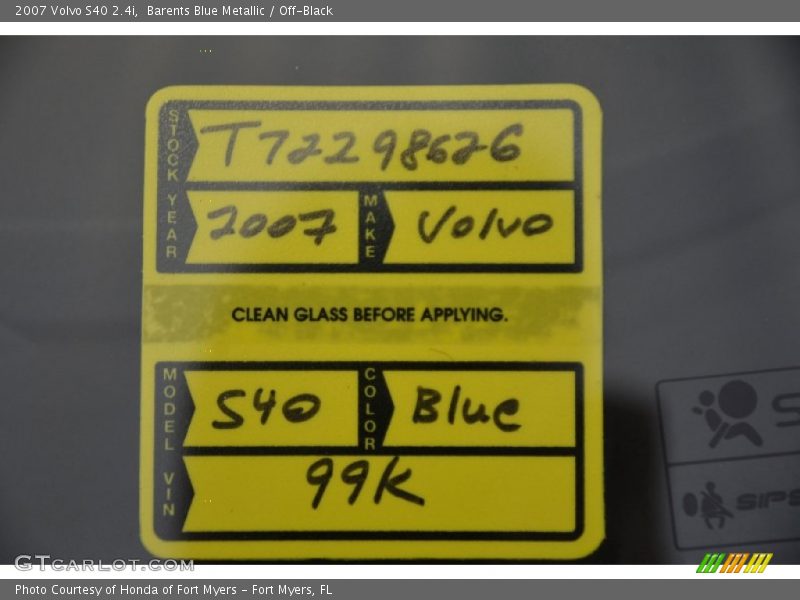 2007 Volvo S40 2.4i, Barents Blue Metallic / Off-Black
STOCK T72298626
YEAR 2007 MAKE Volvo
CLEAN GLASS BEFORE APPLYING.
MODEL S40 COLOR Blue
VIN 99K
SIPS
GTcarlot.com
Photo Courtesy of Honda of Fort Myers - Fort Myers, FL